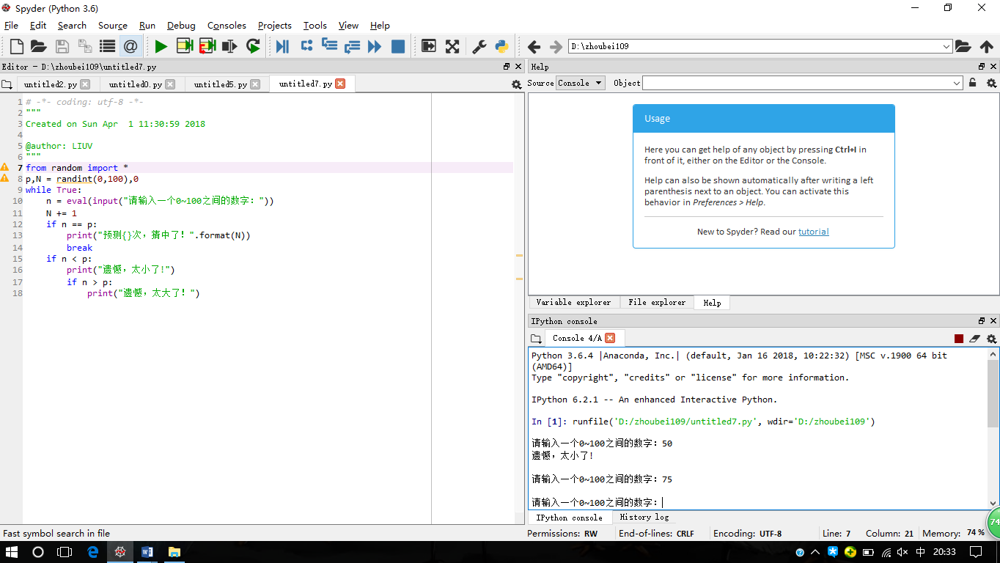 Spyder (Python 3.6)
File Edit Search Source Run Debug Consoles Projects Tools View Help
D:\zhoubei109
Editor - D:\zhoubei109\untitled7.py
Help
untitled2.py untitled0.py untitled5.py untitled7.py
Source Console Object
1 # -*- coding: utf-8 -*-
2 """
3 Created on Sun Apr  1 11:30:59 2018
4
5 @author: LIUV
6 """
7 from random import *
8 p,N = randint(0,100),0
9 while True:
10     n = eval(input("请输入一个0~100之间的数字："))
11     N += 1
12     if n == p:
13         print("预测{}次，猜中了！".format(N))
14         break
15     if n < p:
16         print("遗憾，太小了!")
17         if n > p:
18             print("遗憾，太大了！")
Usage
Here you can get help of any object by pressing Ctrl+I in
front of it, either on the Editor or the Console.
Help can also be shown automatically after writing a left
parenthesis next to an object. You can activate this
behavior in Preferences > Help.
New to Spyder? Read our tutorial
Variable explorer File explorer Help
IPython console
Console 4/A
Python 3.6.4 |Anaconda, Inc.| (default, Jan 16 2018, 10:22:32) [MSC v.1900 64 bit
(AMD64)]
Type "copyright", "credits" or "license" for more information.
IPython 6.2.1 -- An enhanced Interactive Python.
In [1]: runfile('D:/zhoubei109/untitled7.py', wdir='D:/zhoubei109')
请输入一个0~100之间的数字：50
遗憾，太小了!
请输入一个0~100之间的数字：75
请输入一个0~100之间的数字：
IPython console History log
74
Fast symbol search in file
Permissions: RW End-of-lines: CRLF Encoding: UTF-8 Line: 7 Column: 21 Memory: 74 %
中 20:33